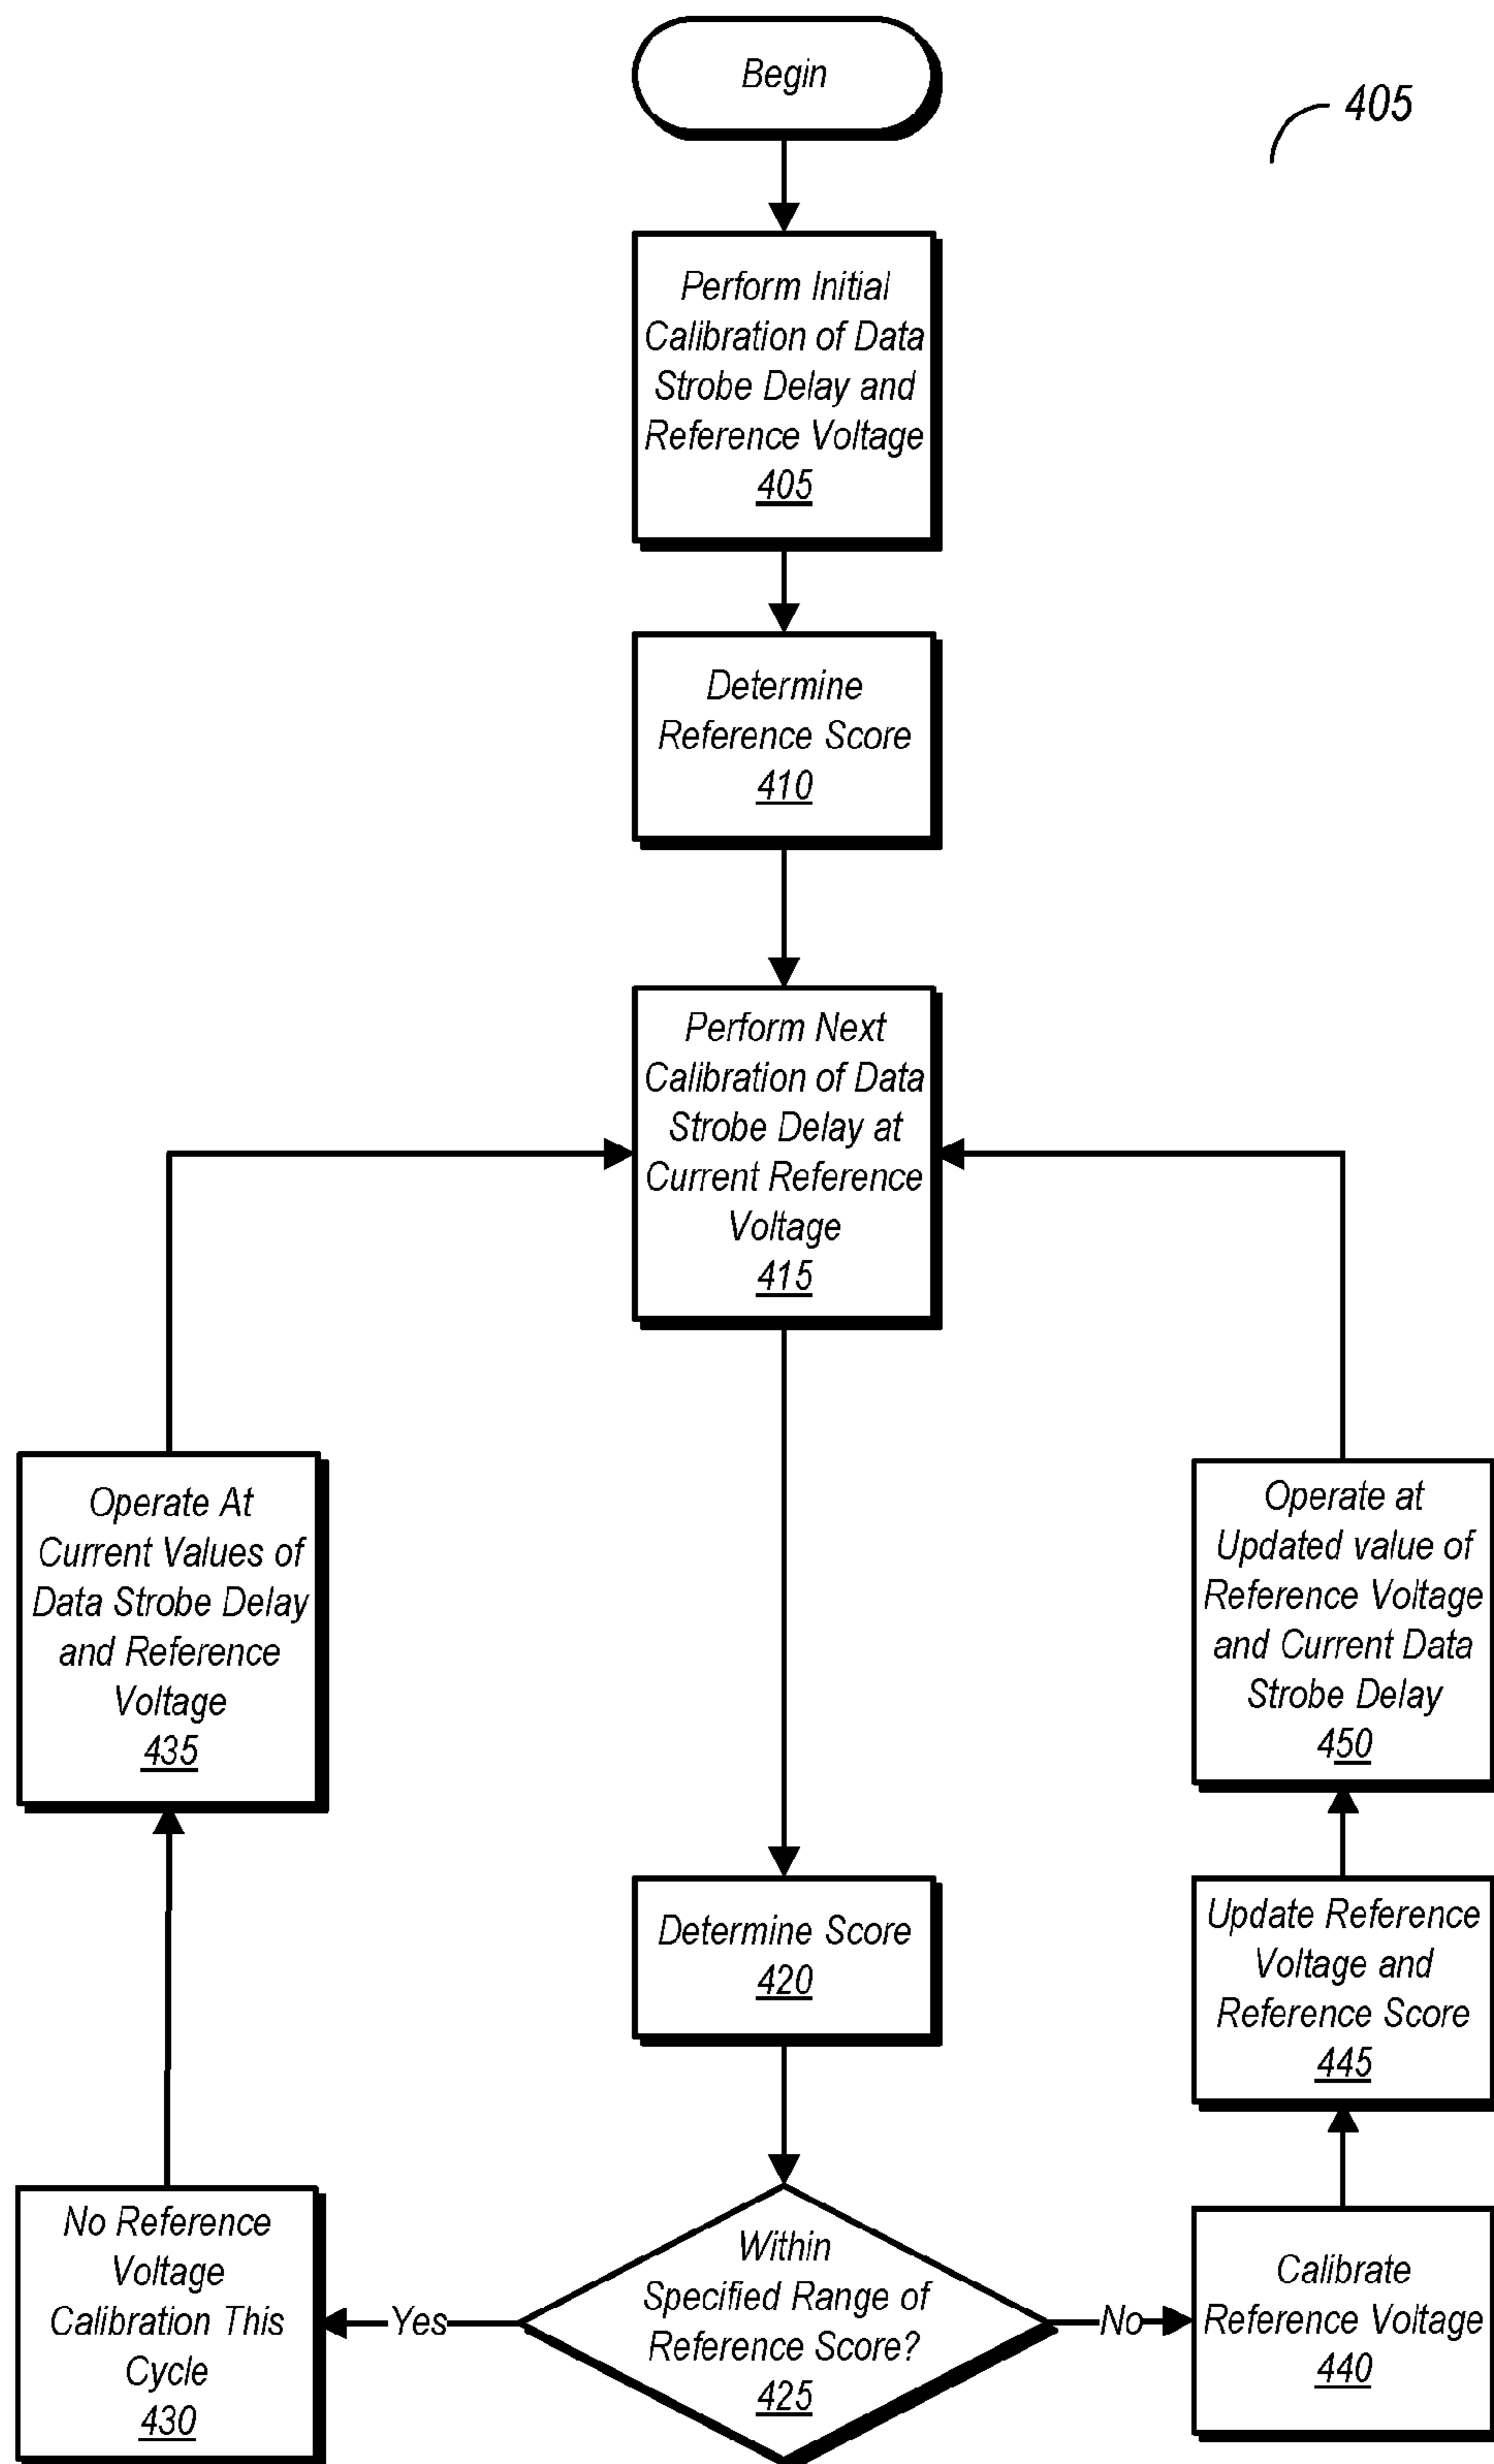 Begin
405
Perform Initial
Calibration of Data
Strobe Delay and
Reference Voltage
405
Determine
Reference Score
410
Perform Next
Calibration of Data
Strobe Delay at
Current Reference
Voltage
415
Operate At
Current Values of
Data Strobe Delay
and Reference
Voltage
435
Operate at
Updated value of
Reference Voltage
and Current Data
Strobe Delay
450
Determine Score
420
Update Reference
Voltage and
Reference Score
445
No Reference
Voltage
Calibration This
Cycle
430
Yes
Within
Specified Range of
Reference Score?
425
No
Calibrate
Reference Voltage
440